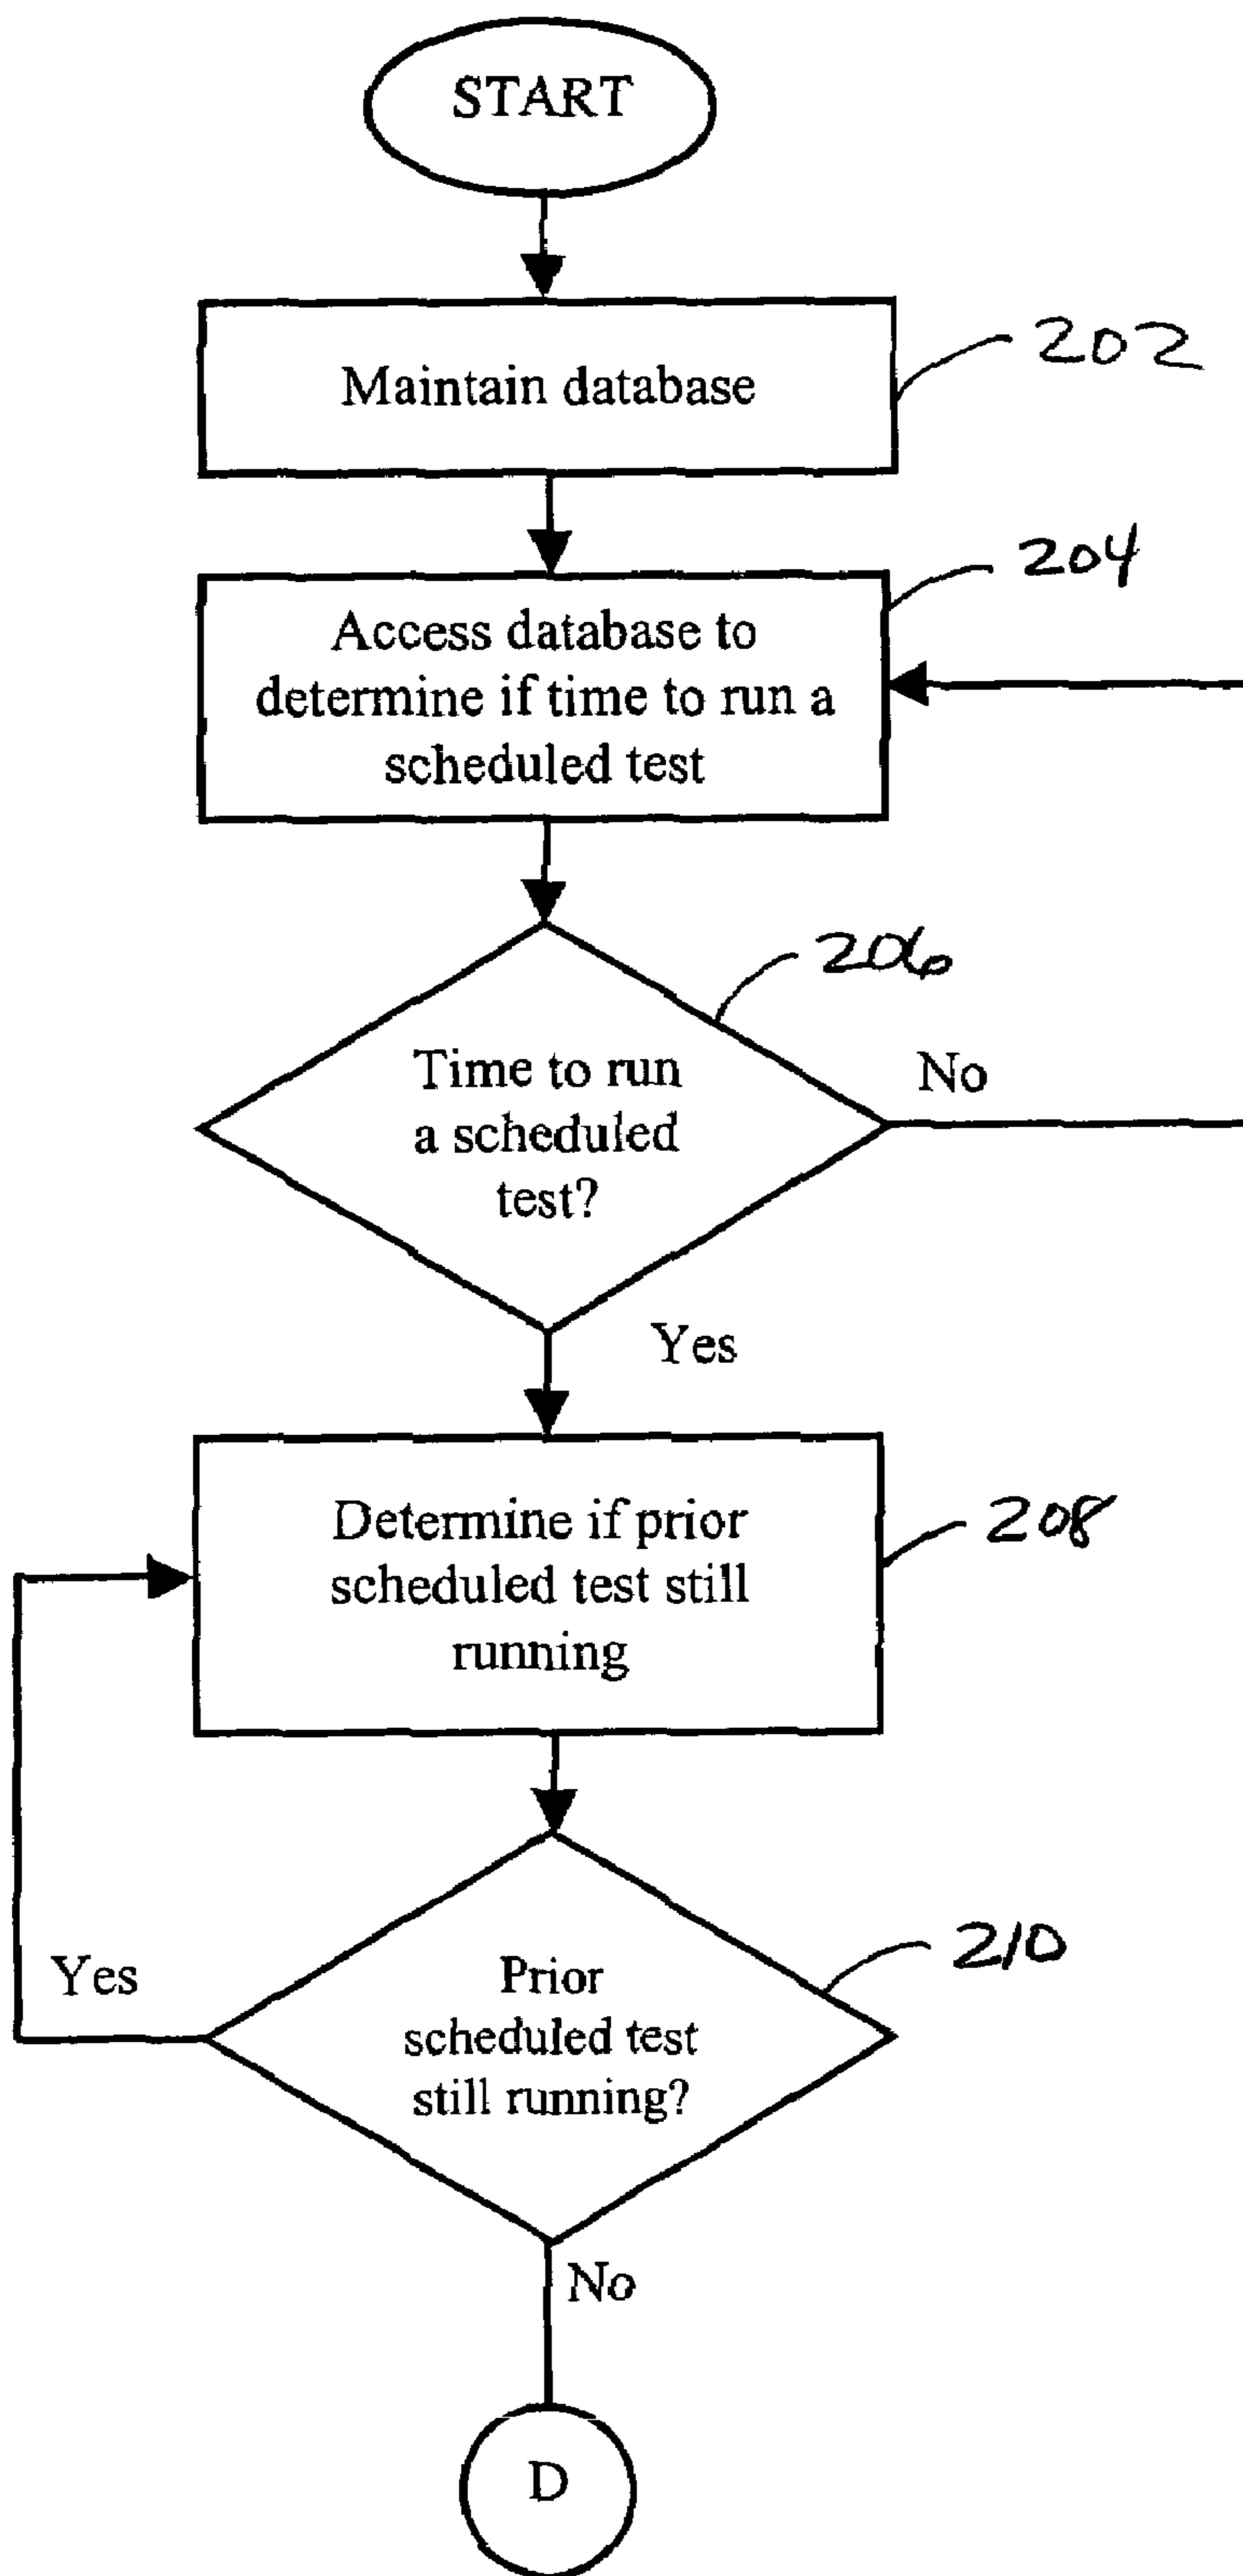 START
Maintain database
202
Access database to
determine if time to run a
scheduled test
204
206
Time to run
a scheduled
test?
No
Yes
Determine if prior
scheduled test still
running
208
210
Prior
scheduled test
still running?
Yes
No
D